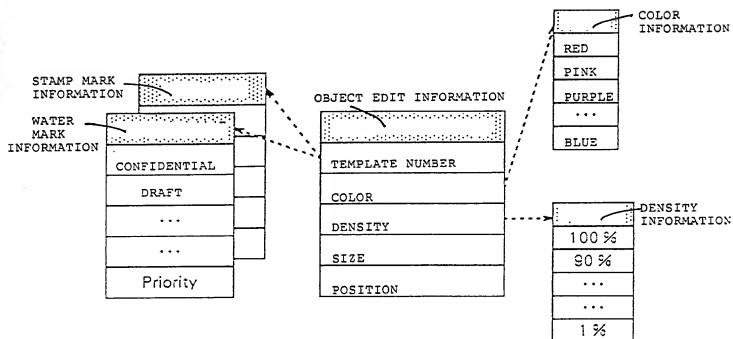 STAMP MARK
INFORMATION
WATER
MARK
INFORMATION
CONFIDENTIAL
DRAFT
...
...
Priority
OBJECT EDIT INFORMATION
TEMPLATE NUMBER
COLOR
DENSITY
SIZE
POSITION
COLOR
INFORMATION
RED
PINK
PURPLE
...
BLUE
DENSITY
INFORMATION
100 %
90 %
...
...
1 %